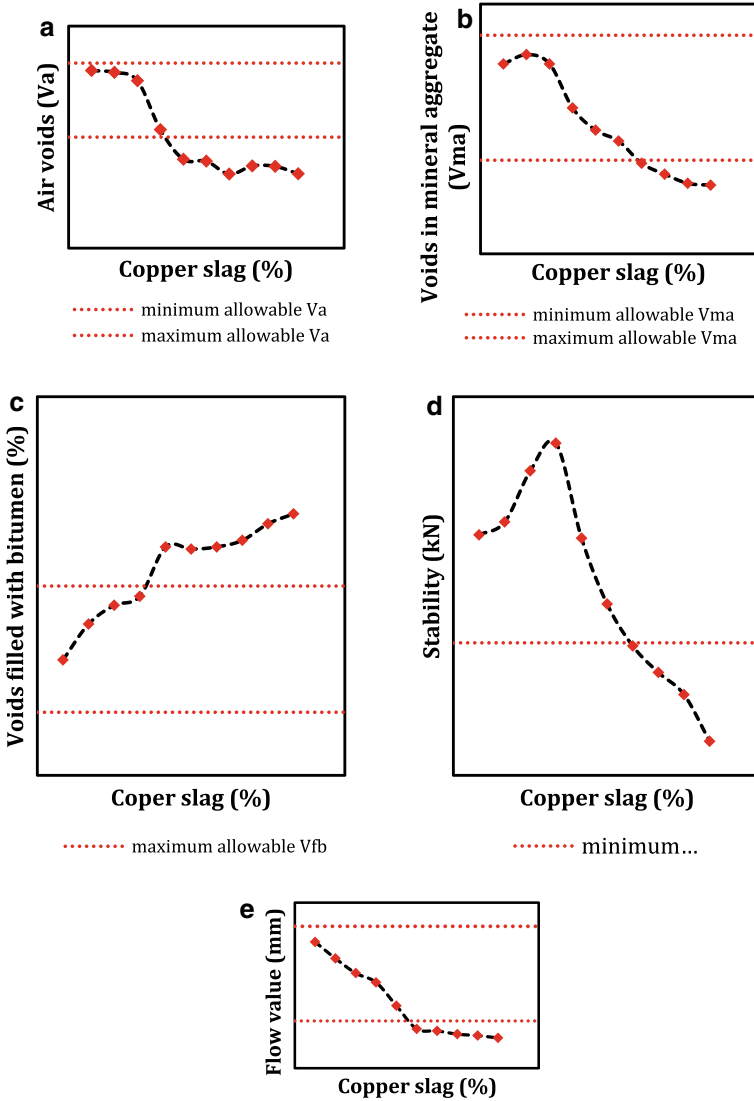 a
Air voids (Va)
Copper slag (%)
minimum allowable Va
maximum allowable Va
b
Voids in mineral aggregate
(Vma)
Copper slag (%)
minimum allowable Vma
maximum allowable Vma
c
Voids filled with bitumen (%)
Coper slag (%)
maximum allowable Vfb
d
Stability (kN)
Copper slag (%)
minimum...
e
Flow value (mm)
Copper slag (%)